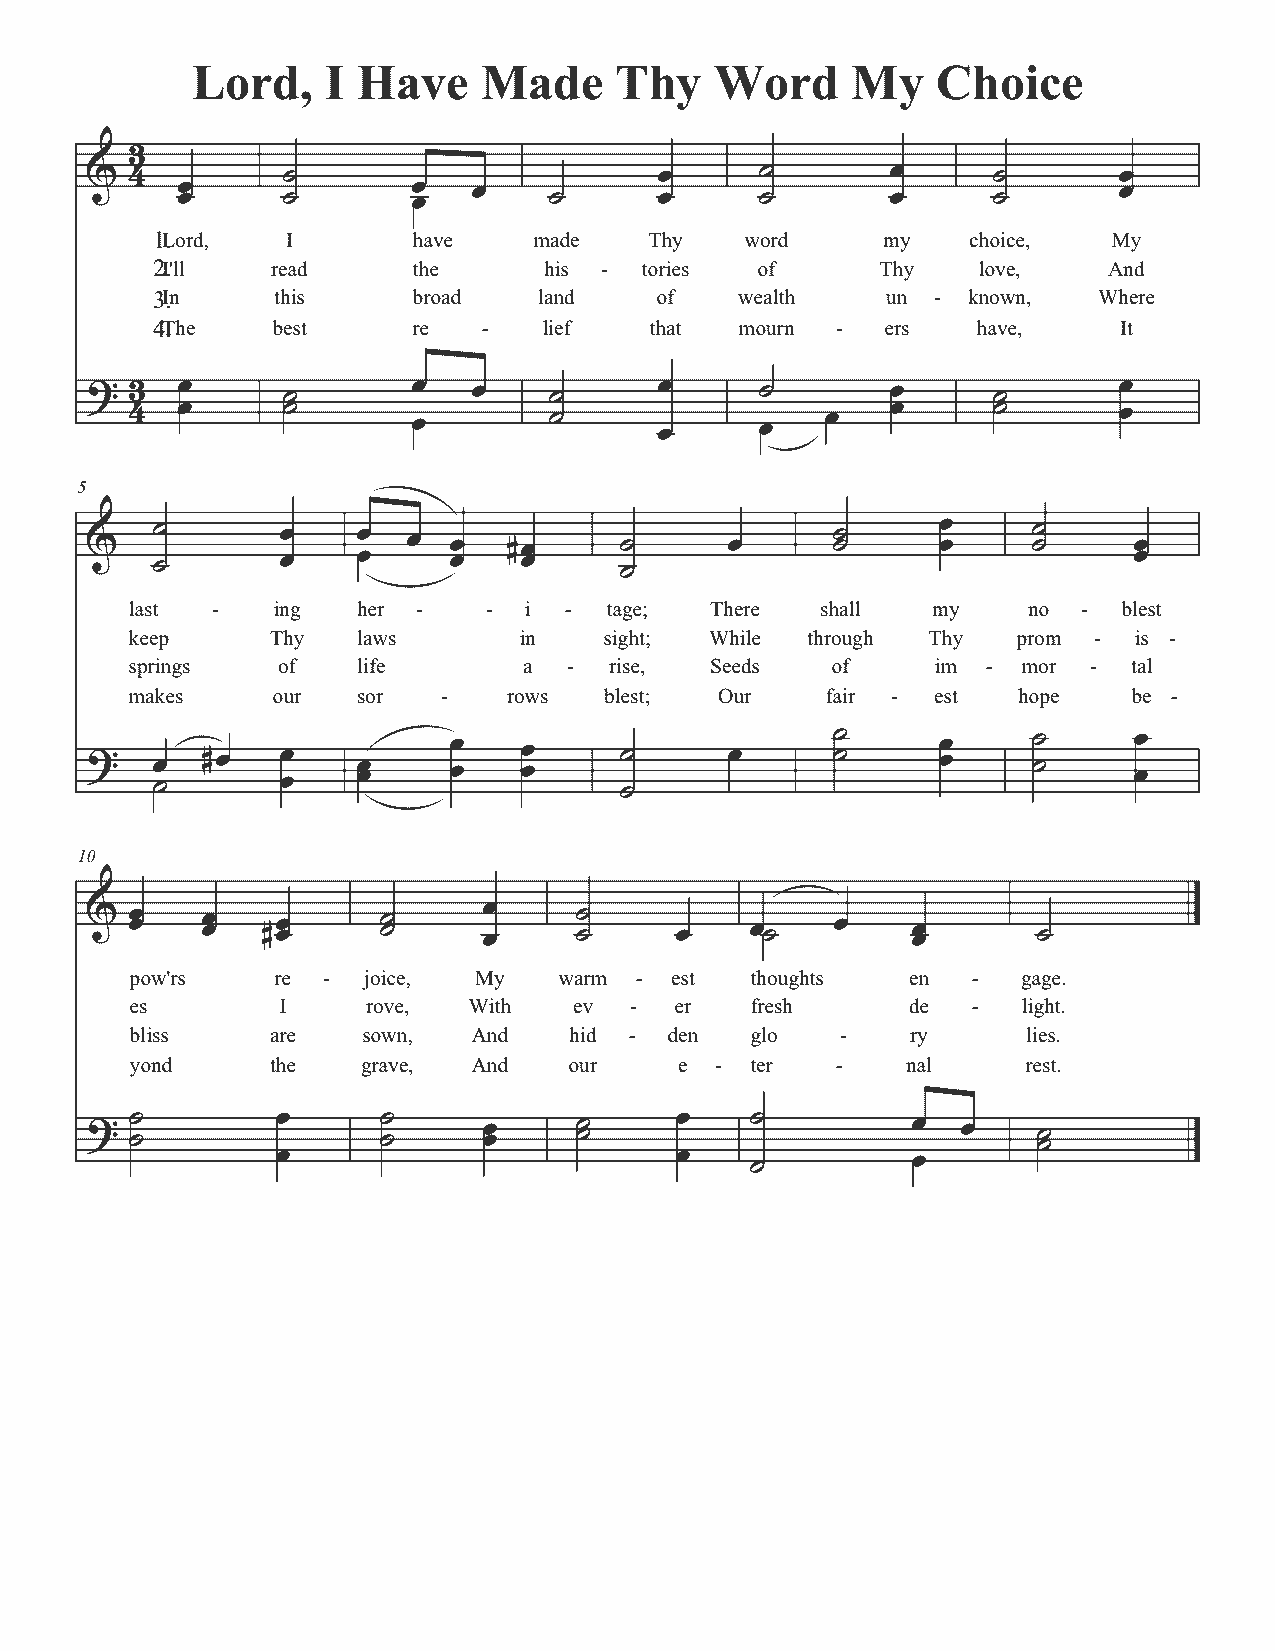 Lord, I Have Made Thy Word My Choice
1. Lord, I have made Thy word my choice, My
2. I'll read the his - tories of Thy love, And
3. In this broad land of wealth un - known, Where
4. The best re - lief that mourn - ers have, It
5
last - ing her - - i - tage; There shall my no - blest
keep Thy laws in sight; While through Thy prom - is -
springs of life a - rise, Seeds of im - mor - tal
makes our sor - rows blest; Our fair - est hope be -
10
pow'rs re - joice, My warm - est thoughts en - gage.
es I rove, With ev - er fresh de - light.
bliss are sown, And hid - den glo - ry lies.
yond the grave, And our e - ter - nal rest.